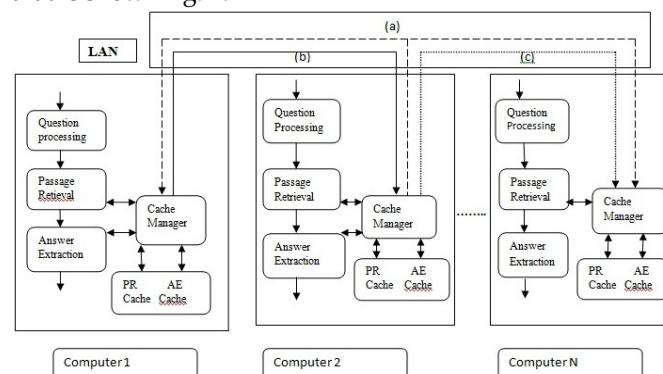 (a)
LAN
(b)
(c)
Question
processing
Passage
Retieval
Answer
Extraction
Cache
Manager
PR AE
Cache Cache
Question
Processing
Passage
Retrieval
Answer
Extraction
Cache
Manager
PR AE
Cache Cache
........
Question
Processing
Passage
Retrieval
Answer
Extraction
Cache
Manager
PR AE
Cache Cache
Computer 1
Computer 2
Computer N